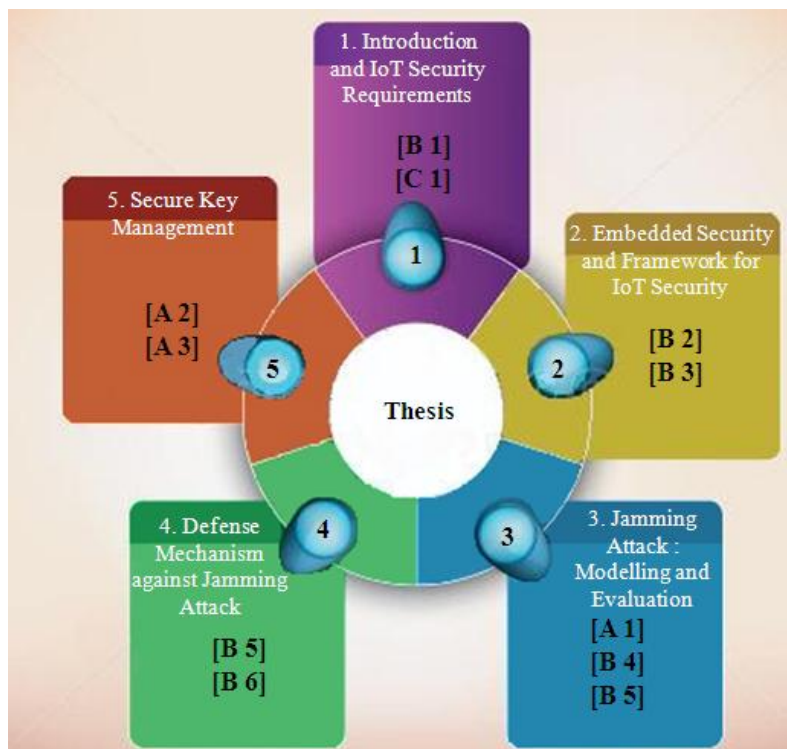 1. Introduction
and IoT Security
Requirements
[B 1]
[C 1]
1
2. Embedded Security
and Framework for
IoT Security
[B 2]
[B 3]
2
3. Jamming
Attack :
Modelling and
Evaluation
[A 1]
[B 4]
[B 5]
3
4. Defense
Mechanism
against Jamming
Attack
[B 5]
[B 6]
4
5. Secure Key
Management
[A 2]
[A 3]
5
Thesis